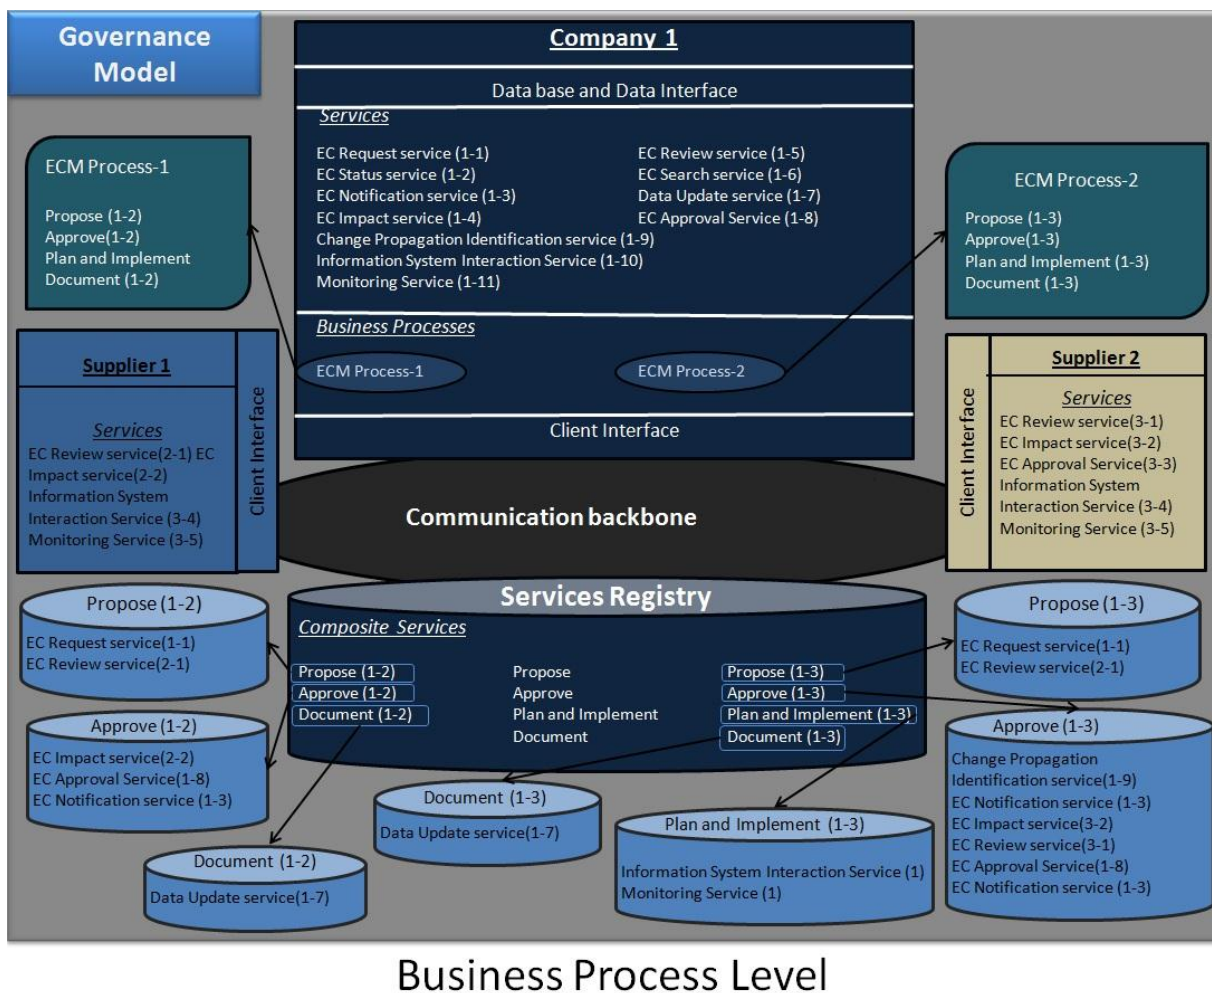 Governance
Model
Company 1
Data base and Data Interface
Services
EC Request service (1-1)
EC Status service (1-2)
EC Notification service (1-3)
EC Impact service (1-4)
EC Review service (1-5)
EC Search service (1-6)
Data Update service (1-7)
EC Approval Service (1-8)
Change Propagation Identification service (1-9)
Information System Interaction Service (1-10)
Monitoring Service (1-11)
Business Processes
ECM Process-1
ECM Process-2
Client Interface
ECM Process-1
Propose (1-2)
Approve(1-2)
Plan and Implement
Document (1-2)
ECM Process-2
Propose (1-3)
Approve(1-3)
Plan and Implement (1-3)
Document (1-3)
Supplier 1
Services
EC Review service(2-1) EC
Impact service(2-2)
Information System
Interaction Service (3-4)
Monitoring Service (3-5)
Client Interface
Supplier 2
Services
EC Review service(3-1)
EC Impact service(3-2)
EC Approval Service(3-3)
Information System
Interaction Service (3-4)
Monitoring Service (3-5)
Client Interface
Communication backbone
Services Registry
Composite Services
Propose (1-2)
Approve (1-2)
Document (1-2)
Propose
Approve
Plan and Implement
Document
Propose (1-3)
Approve (1-3)
Plan and Implement (1-3)
Document (1-3)
Propose (1-2)
EC Request service(1-1)
EC Review service(2-1)
Approve (1-2)
EC Impact service(2-2)
EC Approval Service(1-8)
EC Notification service (1-3)
Document (1-2)
Data Update service(1-7)
Document (1-3)
Data Update service(1-7)
Plan and Implement (1-3)
Information System Interaction Service (1)
Monitoring Service (1)
Propose (1-3)
EC Request service(1-1)
EC Review service(2-1)
Approve (1-3)
Change Propagation
Identification service(1-9)
EC Notification service (1-3)
EC Impact service(3-2)
EC Review service(3-1)
EC Approval Service(1-8)
EC Notification service (1-3)
Business Process Level